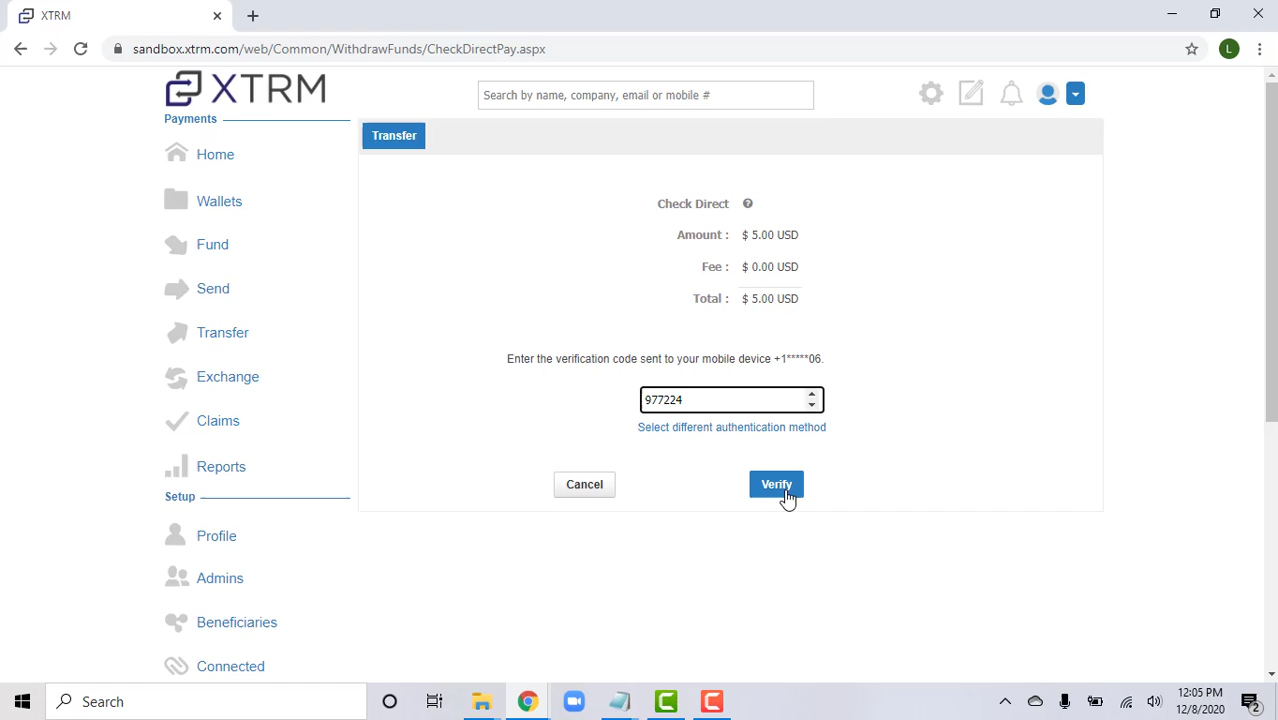 XTRM
sandbox.xtrm.com/web/Common/WithdrawFunds/CheckDirectPay.aspx
L
XTRM
Search by name, company, email or mobile #
Payments
Home
Wallets
Fund
Send
Transfer
Exchange
Claims
Reports
Setup
Profile
Admins
Beneficiaries
Connected
Transfer
Check Direct ?
Amount : $ 5.00 USD
Fee : $ 0.00 USD
Total : $ 5.00 USD
Enter the verification code sent to your mobile device +1*****06.
977224
Select different authentication method
Cancel
Verify
Search
C
C
12:05 PM
12/8/2020
2